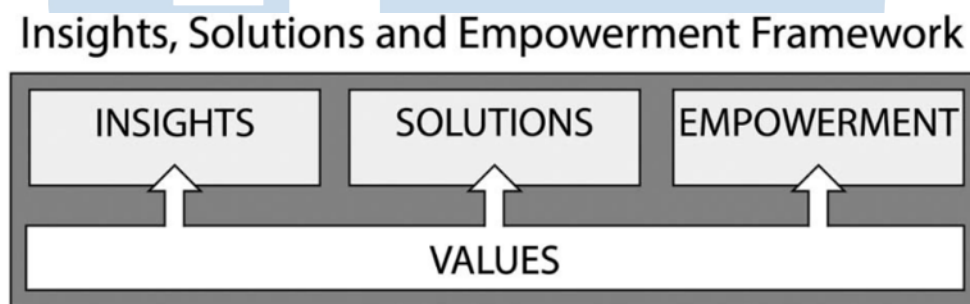 Insights, Solutions and Empowerment Framework
INSIGHTS SOLUTIONS EMPOWERMENT
VALUES